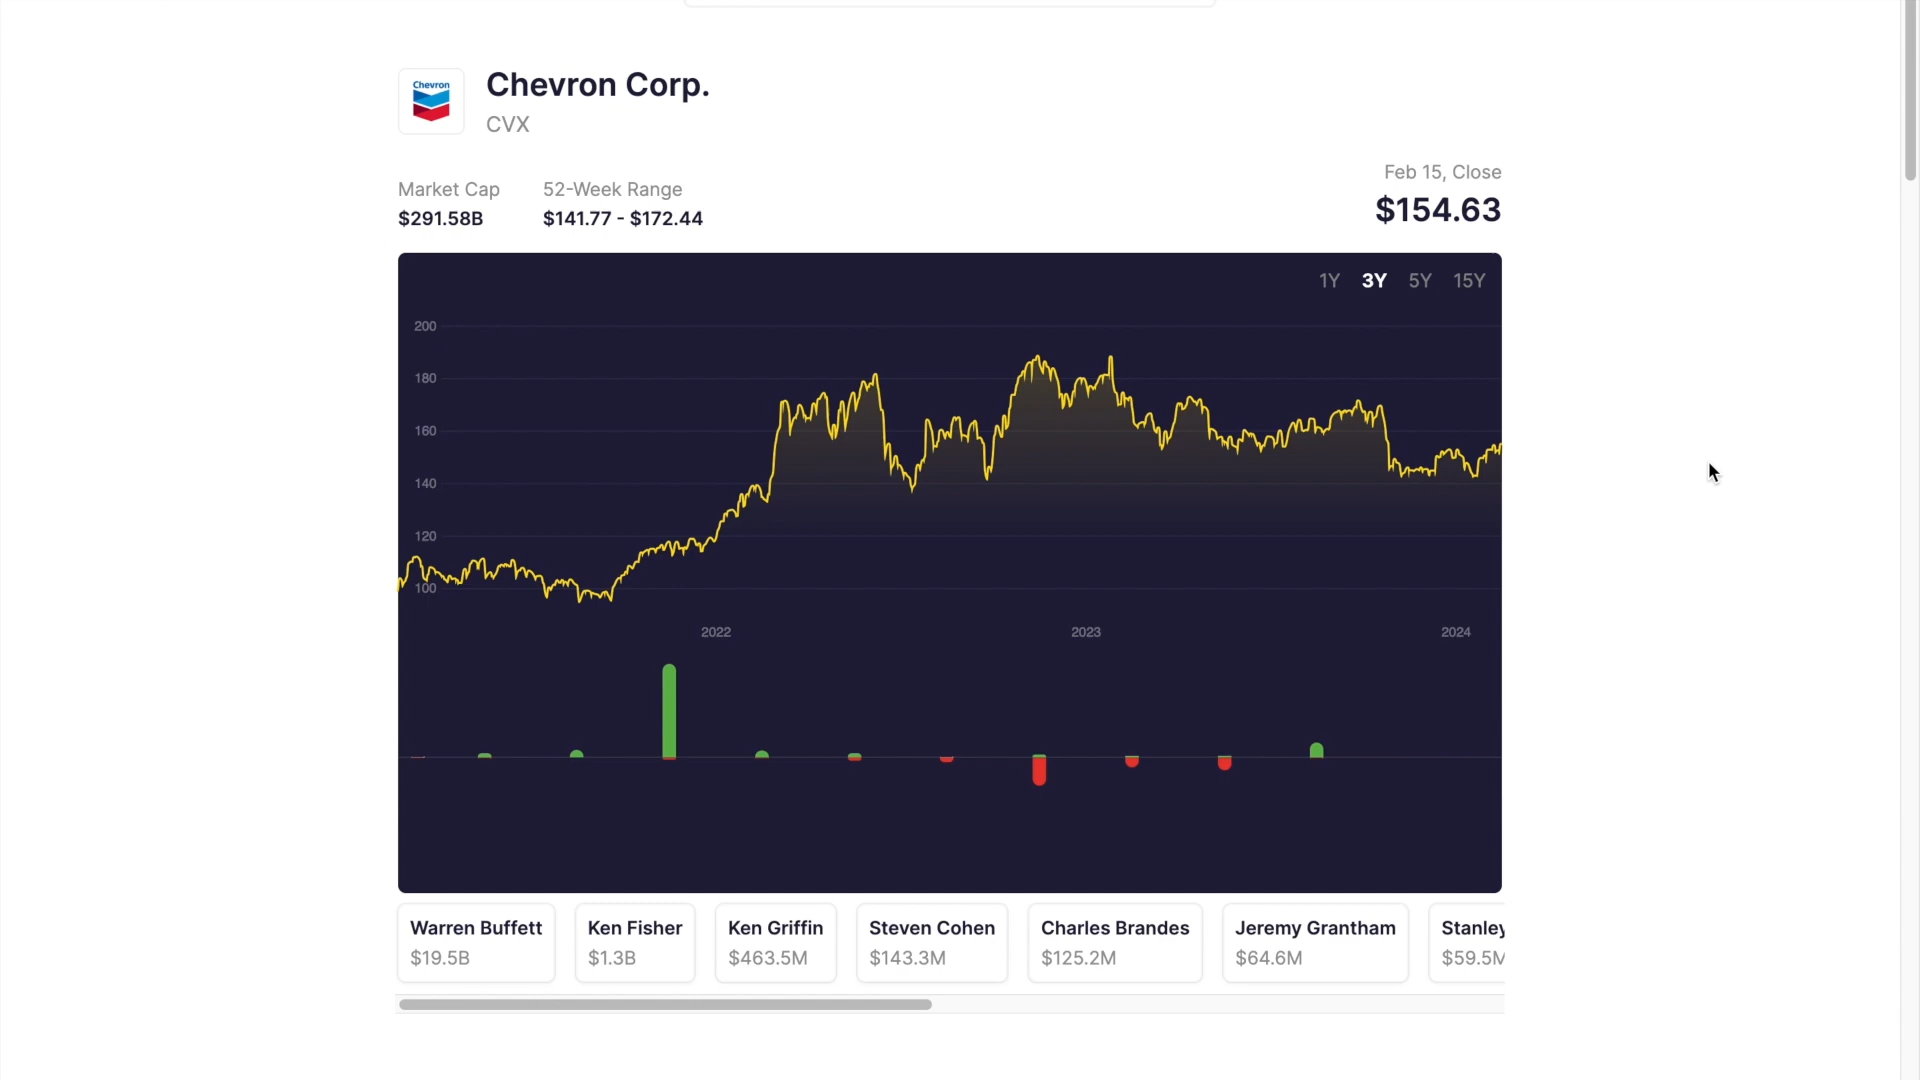 Chevron
Chevron Corp.
CVX
Market Cap
$291.58B
52-Week Range
$141.77 - $172.44
Feb 15, Close
$154.63
1Y 3Y 5Y 15Y
200
180
160
140
120
100
2022 2023 2024
Warren Buffett
$19.5B
Ken Fisher
$1.3B
Ken Griffin
$463.5M
Steven Cohen
$143.3M
Charles Brandes
$125.2M
Jeremy Grantham
$64.6M
Stanley
$59.5M